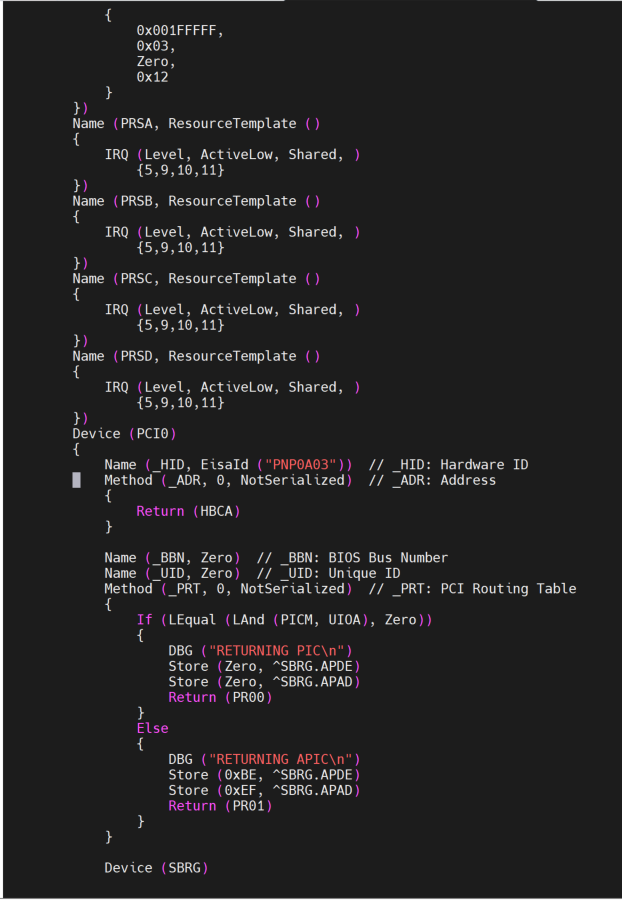 {
0x001FFFFF,
0x03,
Zero,
0x12
}
})
Name (PRSA, ResourceTemplate ()
{
IRQ (Level, ActiveLow, Shared, )
{5,9,10,11}
})
Name (PRSB, ResourceTemplate ()
{
IRQ (Level, ActiveLow, Shared, )
{5,9,10,11}
})
Name (PRSC, ResourceTemplate ()
{
IRQ (Level, ActiveLow, Shared, )
{5,9,10,11}
})
Name (PRSD, ResourceTemplate ()
{
IRQ (Level, ActiveLow, Shared, )
{5,9,10,11}
})
Device (PCI0)
{
Name (_HID, EisaId ("PNP0A03"))  // _HID: Hardware ID
Method (_ADR, 0, NotSerialized)  // _ADR: Address
{
Return (HBCA)
}
Name (_BBN, Zero)  // _BBN: BIOS Bus Number
Name (_UID, Zero)  // _UID: Unique ID
Method (_PRT, 0, NotSerialized)  // _PRT: PCI Routing Table
{
If (LEqual (LAnd (PICM, UIOA), Zero))
{
DBG ("RETURNING PIC\n")
Store (Zero, ^SBRG.APDE)
Store (Zero, ^SBRG.APAD)
Return (PR00)
}
Else
{
DBG ("RETURNING APIC\n")
Store (0xBE, ^SBRG.APDE)
Store (0xEF, ^SBRG.APAD)
Return (PR01)
}
}
Device (SBRG)